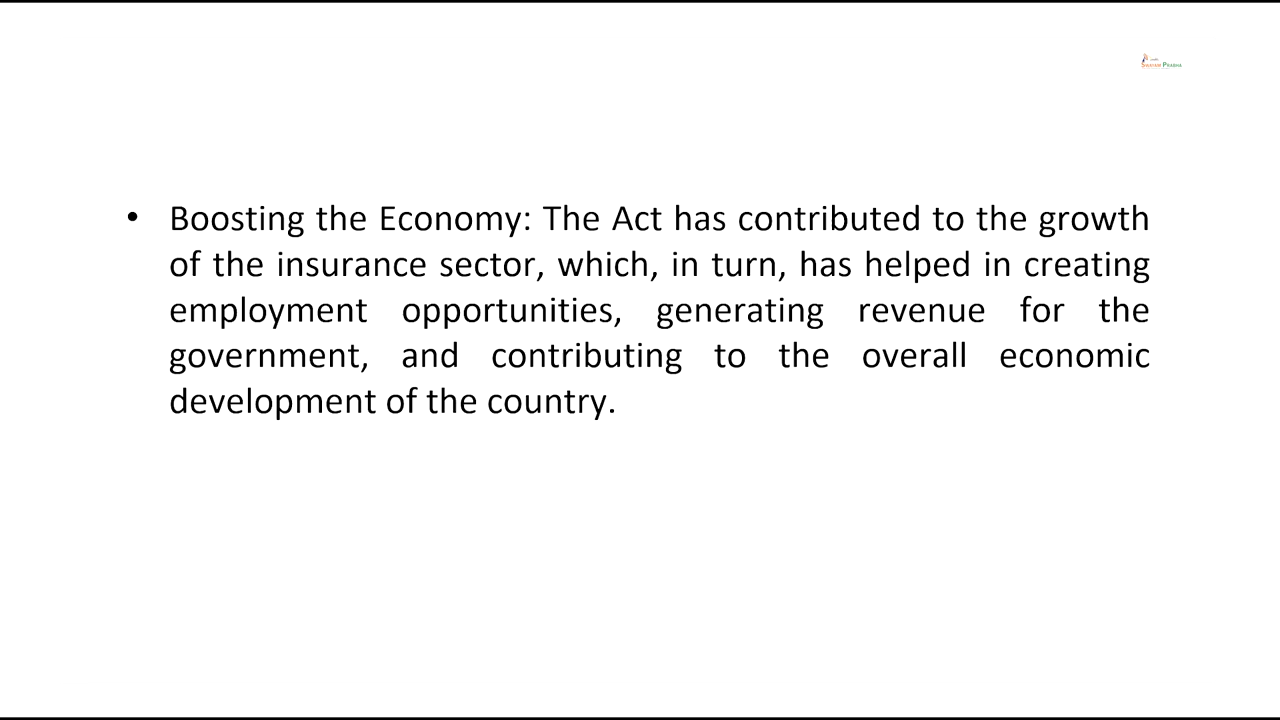 SWAYAM PRABHA
• Boosting the Economy: The Act has contributed to the growth
of the insurance sector, which, in turn, has helped in creating
employment opportunities, generating revenue for the
government, and contributing to the overall economic
development of the country.